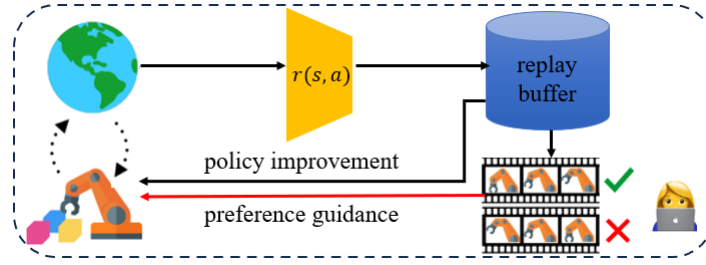 r(s, a)
replay
buffer
policy improvement
preference guidance